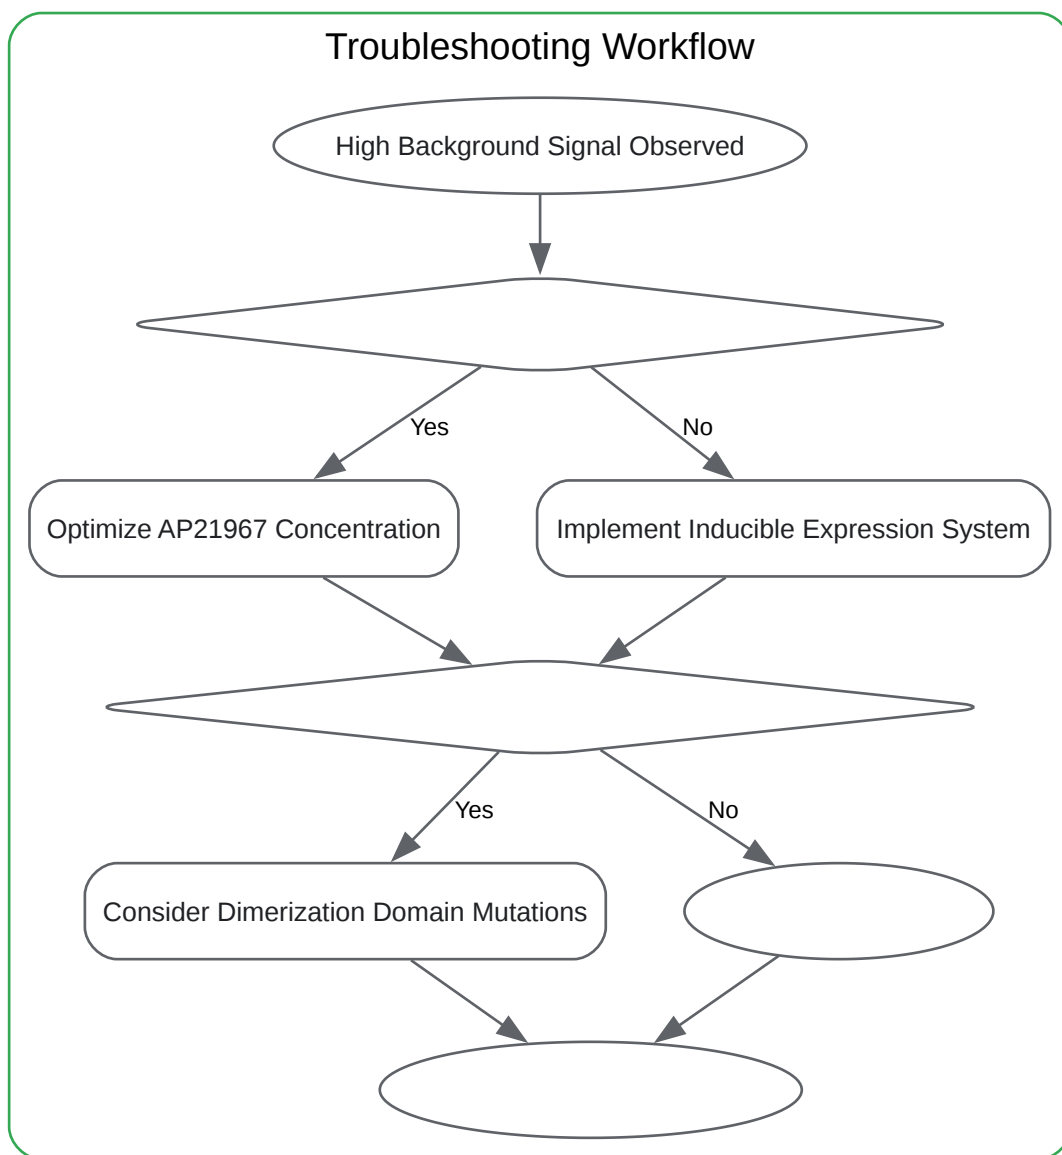 Troubleshooting Workflow
High Background Signal Observed
Yes
No
Optimize AP21967 Concentration
Implement Inducible Expression System
Yes
No
Consider Dimerization Domain Mutations